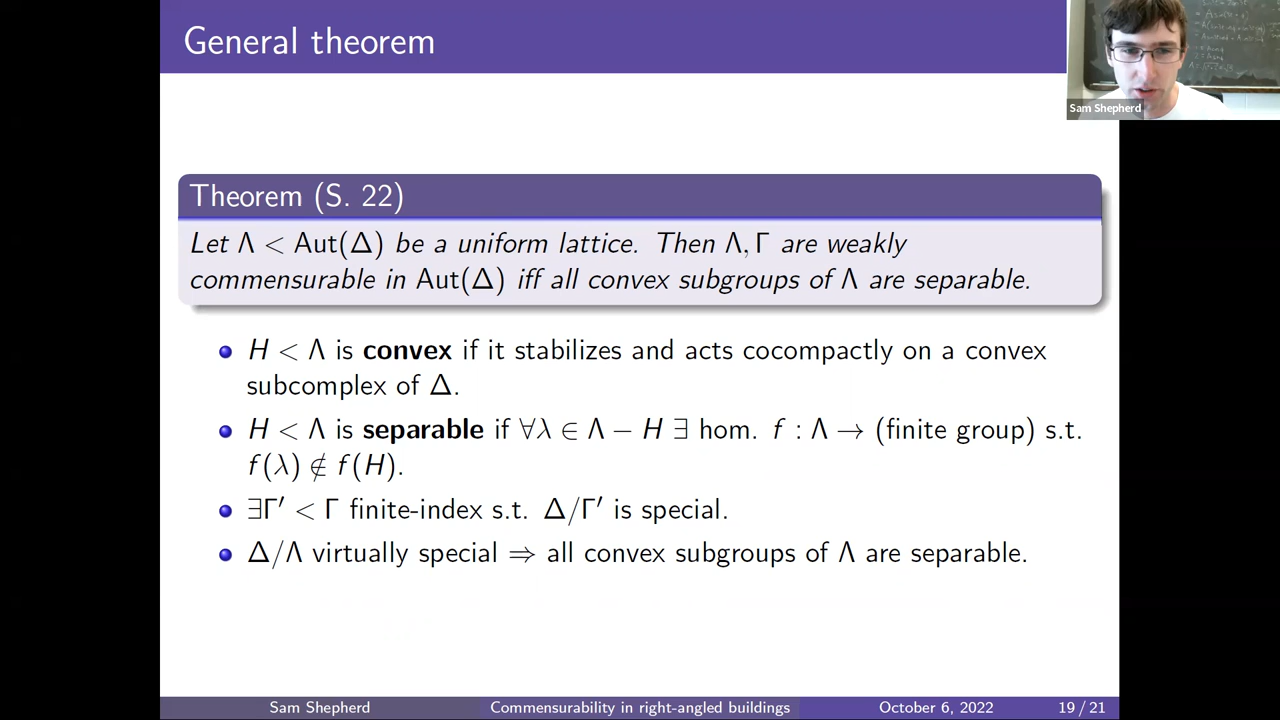 General theorem
Sam Shepherd
Theorem (S. 22)
Let Λ < Aut(Δ) be a uniform lattice. Then Λ, Γ are weakly
commensurable in Aut(Δ) iff all convex subgroups of Λ are separable.
H < Λ is convex if it stabilizes and acts cocompactly on a convex
subcomplex of Δ.
H < Λ is separable if ∀λ ∈ Λ − H ∃ hom. f : Λ → (finite group) s.t.
f(λ) ∉ f(H).
∃Γ′ < Γ finite-index s.t. Δ/Γ′ is special.
Δ/Λ virtually special ⇒ all convex subgroups of Λ are separable.
Sam Shepherd
Commensurability in right-angled buildings
October 6, 2022
19 / 21